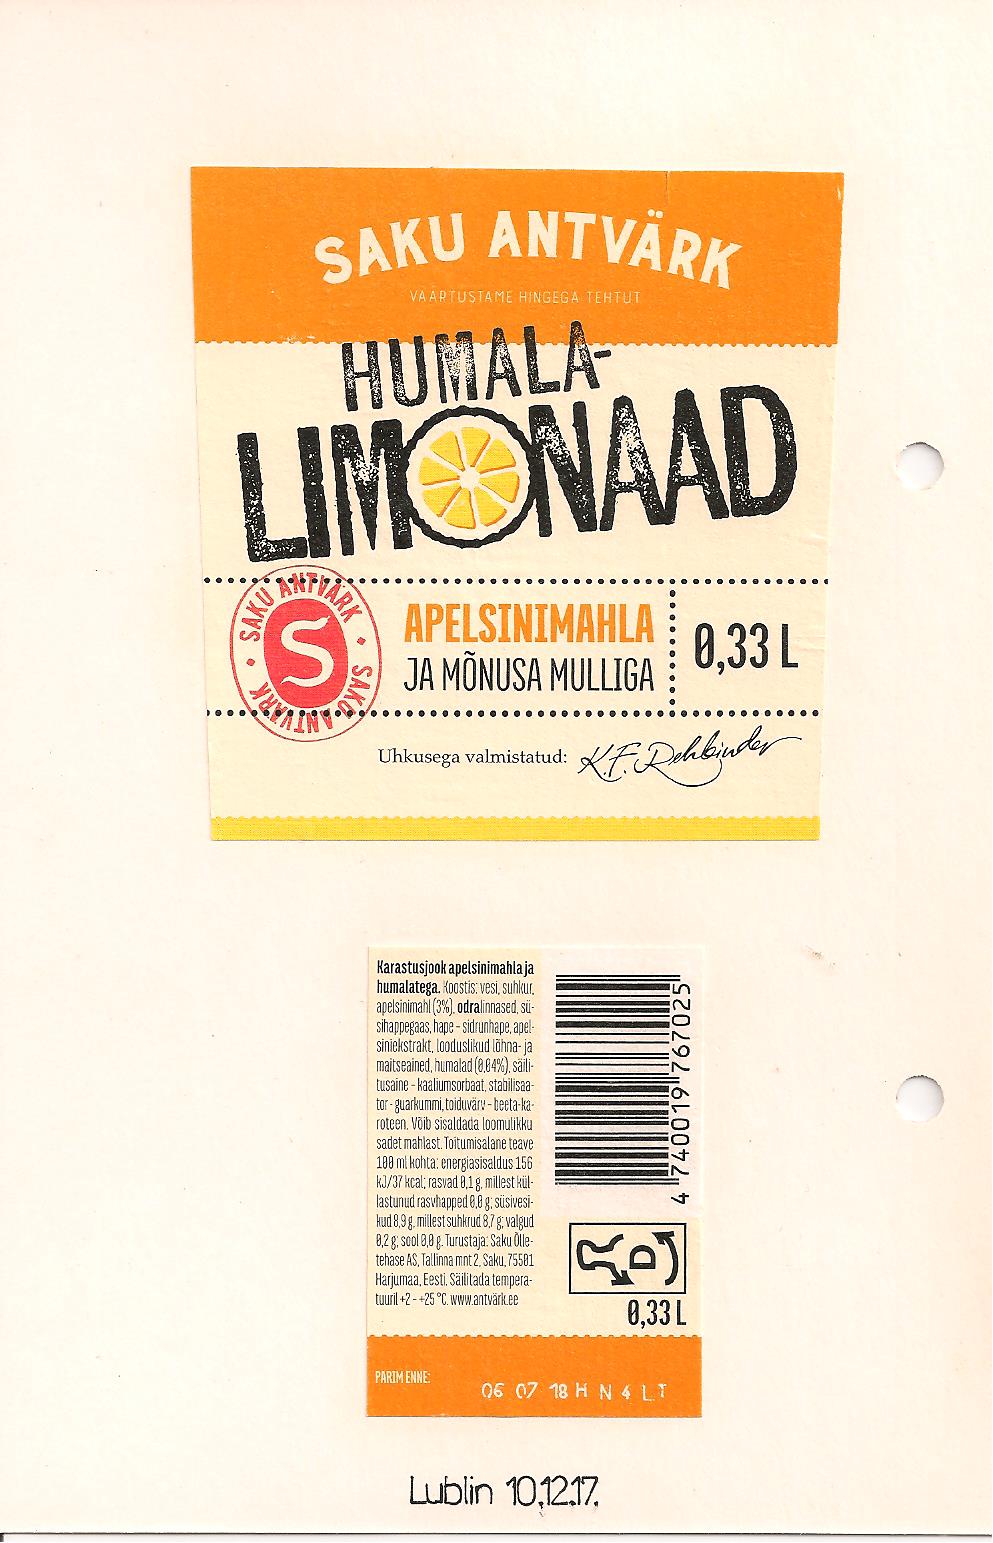 SAKU ANTVÄRK
VÄÄRTUSTAME HINGEGA TEHTUT
HUMALA-
LIMONAAD
SAKU ANTVÄRK • SAKU ANTVÄRK •
S
APELSINIMAHLA
JA MÕNUSA MULLIGA
0,33 L
Uhkusega valmistatud: K.F. Rehbinder
Karastusjook apelsinimahla ja
humalatega. Koostis: vesi, suhkur,
apelsinimahl (3%), odralinnased, sü-
sihappegaas, hape - sidrunhape, apel-
siniekstrakt, looduslikud lõhna- ja
maitseained, humalad (0,04%), säili-
tusaine - kaaliumsorbaat, stabilisaa-
tor - guarkummi, toiduvärv - beeta-ka-
roteen. Võib sisaldada loomulikku
sadet mahlast. Toitumisalane teave
100 ml kohta: energiasisaldus 156
kJ/37 kcal; rasvad 0,1 g, millest kül-
lastunud rasvhapped 0,0 g; süsivesi-
kud 8,9 g, millest suhkrud 8,7 g; valgud
0,2 g; sool 0,0 g. Turustaja: Saku Õlle-
tehase AS, Tallinna mnt 2, Saku, 75501
Harjumaa, Eesti. Säilitada tempera-
tuuril +2 - +25 °C. www.antvärk.ee
4 740019 767025
D
0,33 L
PARIM ENNE:
06 07 18 H N 4 L T
Lublin 10.12.17.